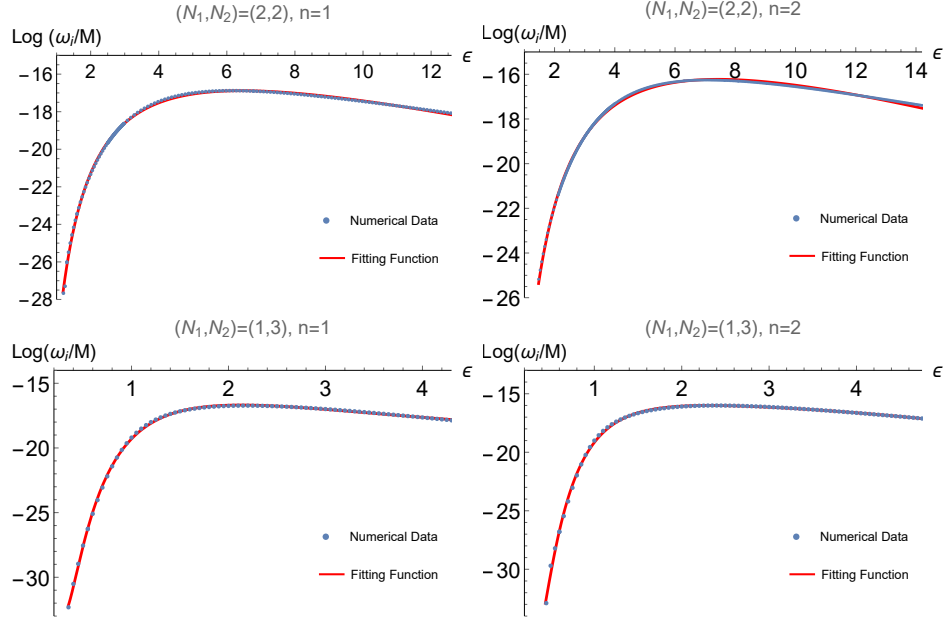 (N₁,N₂)=(2,2), n=1
Log (ωᵢ/M)
2 4 6 8 10 12 ϵ
−16
−18
−20
−22
−24
−26
−28
Numerical Data
Fitting Function
(N₁,N₂)=(2,2), n=2
Log(ωᵢ/M)
2 4 6 8 10 12 14 ϵ
−16
−18
−20
−22
−24
−26
Numerical Data
Fitting Function
(N₁,N₂)=(1,3), n=1
Log(ωᵢ/M)
1 2 3 4 ϵ
−15
−20
−25
−30
Numerical Data
Fitting Function
(N₁,N₂)=(1,3), n=2
Log(ωᵢ/M)
1 2 3 4 ϵ
−15
−20
−25
−30
Numerical Data
Fitting Function